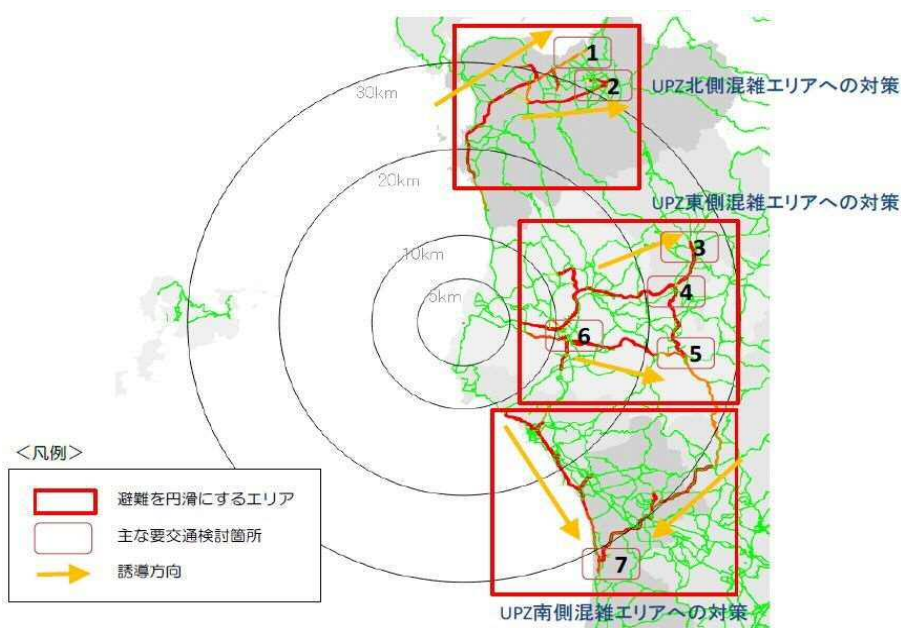 1
2
30km
UPZ北側混雑エリアへの対策
20km
UPZ東側混雑エリアへの対策
3
10km
4
5km
6
5
<凡例>
避難を円滑にするエリア
主な要交通検討箇所
誘導方向
7
UPZ南側混雑エリアへの対策